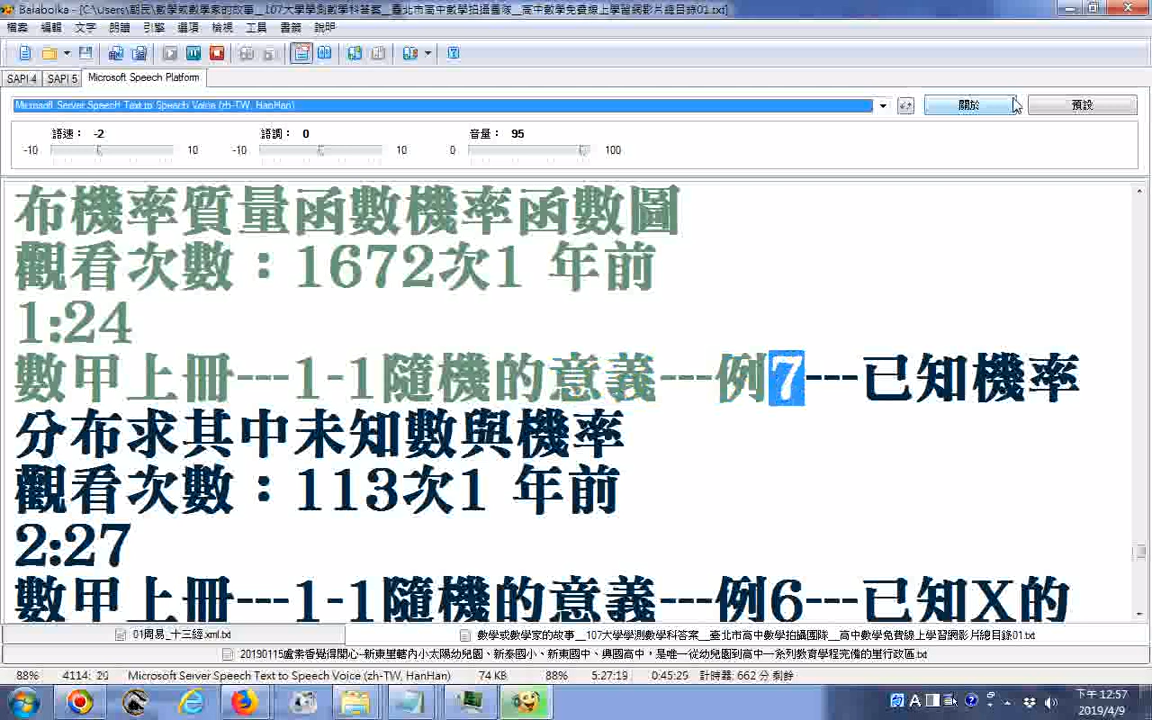 Balabolka - [C:\Users\朝民\數學或數學家的故事__107大學學測數學科答案__臺北市高中數學拍攝團隊__高中數學免費線上學習網影片總目錄01.txt]
檔案 編輯 文字 朗讀 引擎 選項 檢視 工具 書籤 說明
SAPI 4 SAPI 5 Microsoft Speech Platform
Microsoft Server Speech Text to Speech Voice (zh-TW, HanHan)
關於 預設
語速： -2 語調： 0 音量： 95
-10 10 -10 10 0 100
布機率質量函數機率函數圖
觀看次數：1672次1 年前
1:24
數甲上冊---1-1隨機的意義---例7---已知機率
分布求其中未知數與機率
觀看次數：113次1 年前
2:27
數甲上冊---1-1隨機的意義---例6---已知X的
01周易_十三經.xml.txt 數學或數學家的故事__107大學學測數學科答案__臺北市高中數學拍攝團隊__高中數學免費線上學習網影片總目錄01.txt
20190115盧素香覺得開心-新東里轄內小太陽幼兒園、新泰國小、新東國中、興國高中，是唯一從幼兒園到高中一系列教育學程完備的里行政區.txt
88% 4114: 20 Microsoft Server Speech Text to Speech Voice (zh-TW, HanHan) 74 KB 88% 5:27:19 0:45:25 計時器: 662 分 剩餘
下午 12:57
2019/4/9